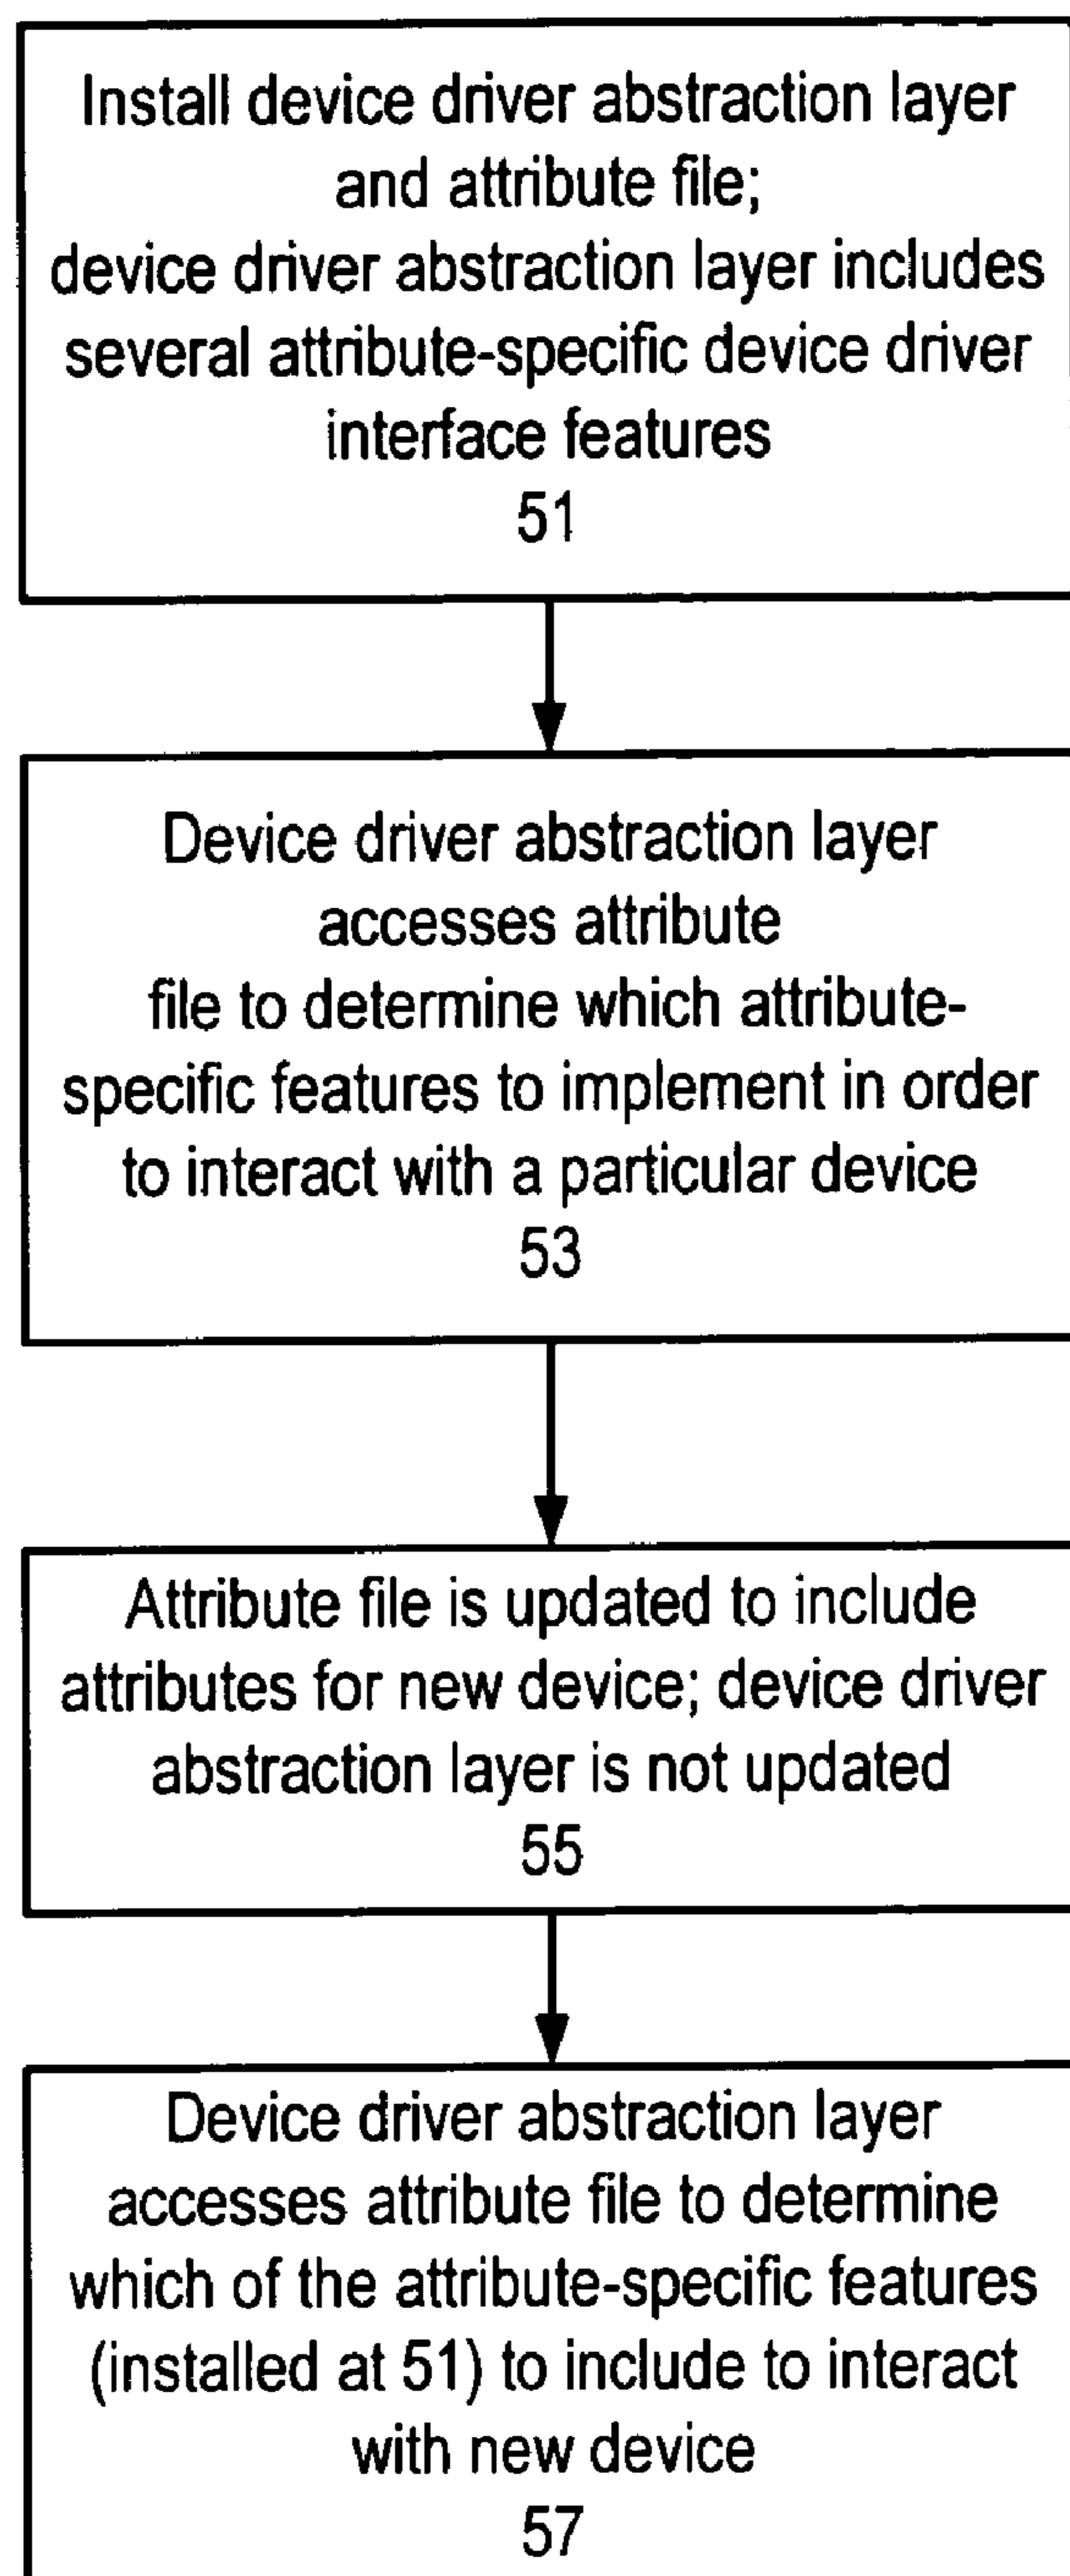 Install device driver abstraction layer
and attribute file;
device driver abstraction layer includes
several attribute-specific device driver
interface features
51
Device driver abstraction layer
accesses attribute
file to determine which attribute-
specific features to implement in order
to interact with a particular device
53
Attribute file is updated to include
attributes for new device; device driver
abstraction layer is not updated
55
Device driver abstraction layer
accesses attribute file to determine
which of the attribute-specific features
(installed at 51) to include to interact
with new device
57